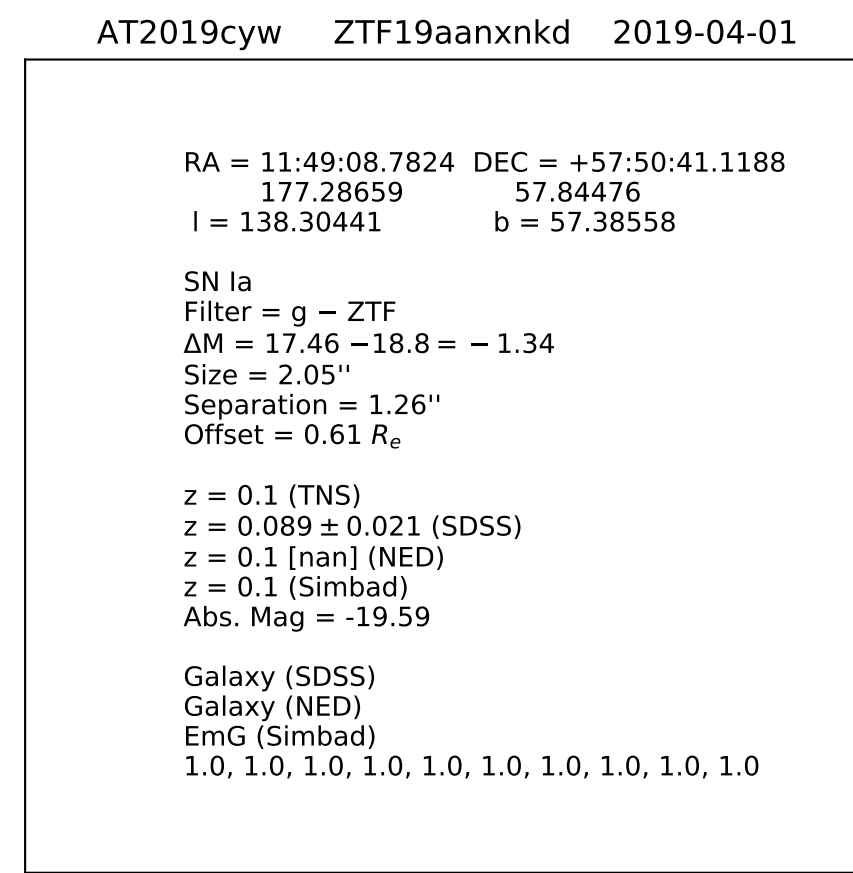 AT2019cyw ZTF19aanxnkd 2019-04-01
RA = 11:49:08.7824 DEC = +57:50:41.1188
177.28659 57.84476
l = 138.30441 b = 57.38558
SN Ia
Filter = g − ZTF
ΔM = 17.46 −18.8 = − 1.34
Size = 2.05''
Separation = 1.26''
Offset = 0.61 Rₑ
z = 0.1 (TNS)
z = 0.089 ± 0.021 (SDSS)
z = 0.1 [nan] (NED)
z = 0.1 (Simbad)
Abs. Mag = -19.59
Galaxy (SDSS)
Galaxy (NED)
EmG (Simbad)
1.0, 1.0, 1.0, 1.0, 1.0, 1.0, 1.0, 1.0, 1.0, 1.0